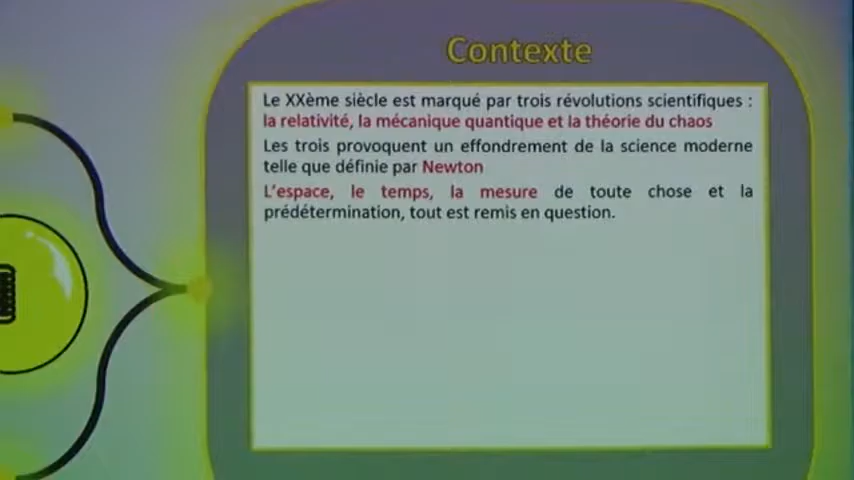 Contexte
Le XXème siècle est marqué par trois révolutions scientifiques :
la relativité, la mécanique quantique et la théorie du chaos
Les trois provoquent un effondrement de la science moderne
telle que définie par Newton
L'espace, le temps, la mesure de toute chose et la
prédétermination, tout est remis en question.